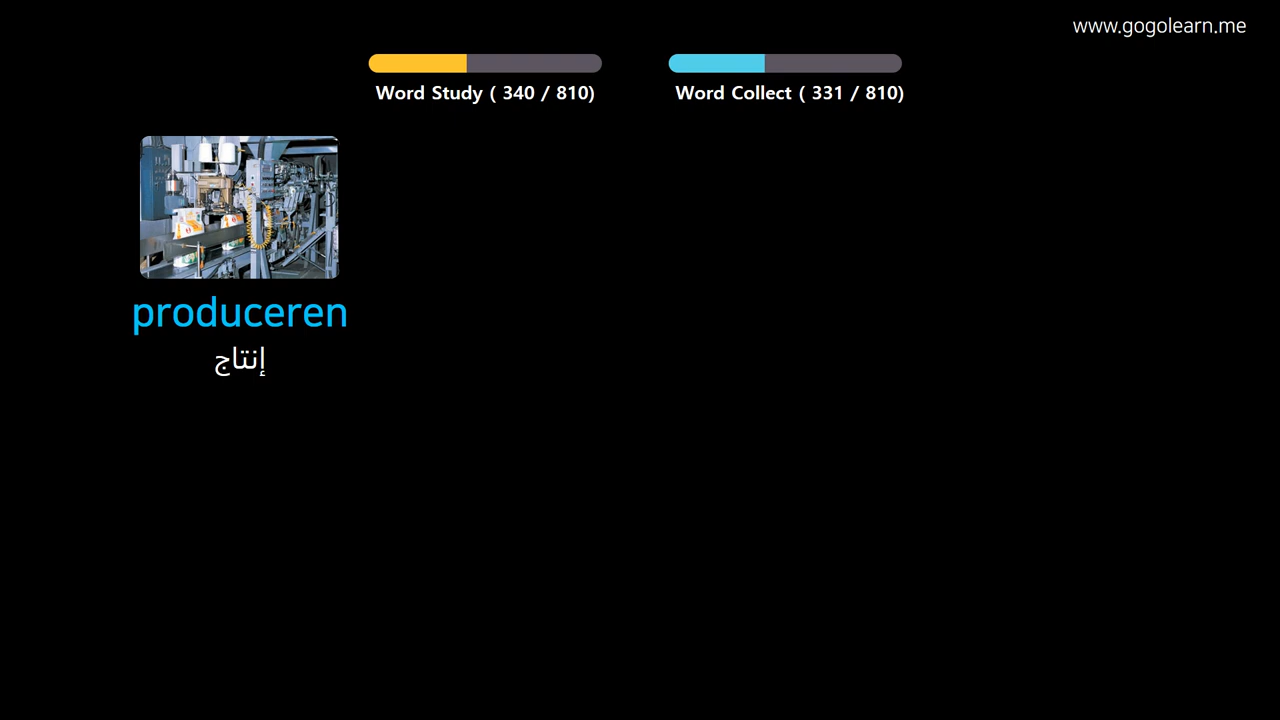 www.gogolearn.me
Word Study ( 340 / 810)
Word Collect ( 331 / 810)
produceren
إنتاج